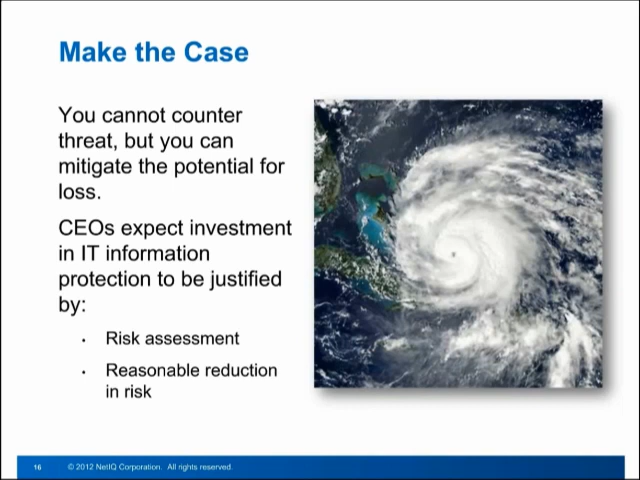 Make the Case
You cannot counter
threat, but you can
mitigate the potential for
loss.
CEOs expect investment
in IT information
protection to be justified
by:
• Risk assessment
• Reasonable reduction
in risk
16 © 2012 NetIQ Corporation. All rights reserved.